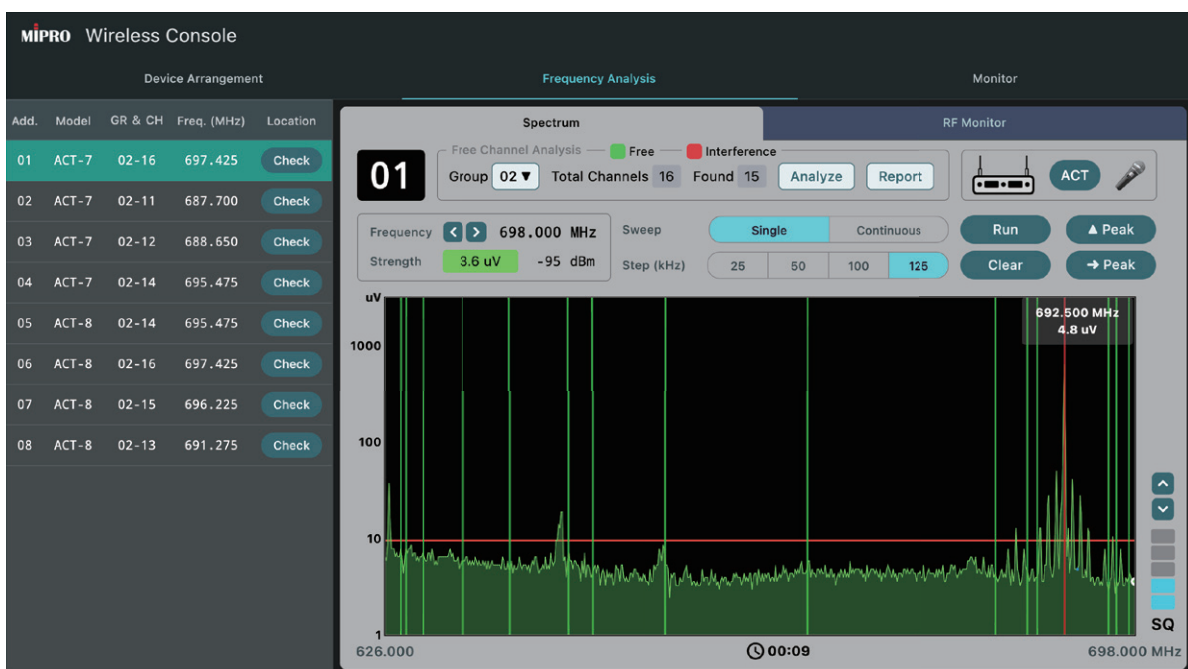 MIPRO Wireless Console
Device Arrangement Frequency Analysis Monitor
Add. Model GR & CH Freq. (MHz) Location
01 ACT-7 02-16 697.425 Check
02 ACT-7 02-11 687.700 Check
03 ACT-7 02-12 688.650 Check
04 ACT-7 02-14 695.475 Check
05 ACT-8 02-14 695.475 Check
06 ACT-8 02-16 697.425 Check
07 ACT-8 02-15 696.225 Check
08 ACT-8 02-13 691.275 Check
Spectrum RF Monitor
01
Free Channel Analysis Free Interference
Group 02 ▼ Total Channels 16 Found 15 Analyze Report
ACT
Frequency < > 698.000 MHz
Strength 3.6 uV -95 dBm
Sweep Single Continuous
Step (kHz) 25 50 100 125
Run ▲ Peak
Clear → Peak
uV
692.500 MHz
4.8 uV
1000
100
10
1
SQ
626.000 00:09 698.000 MHz